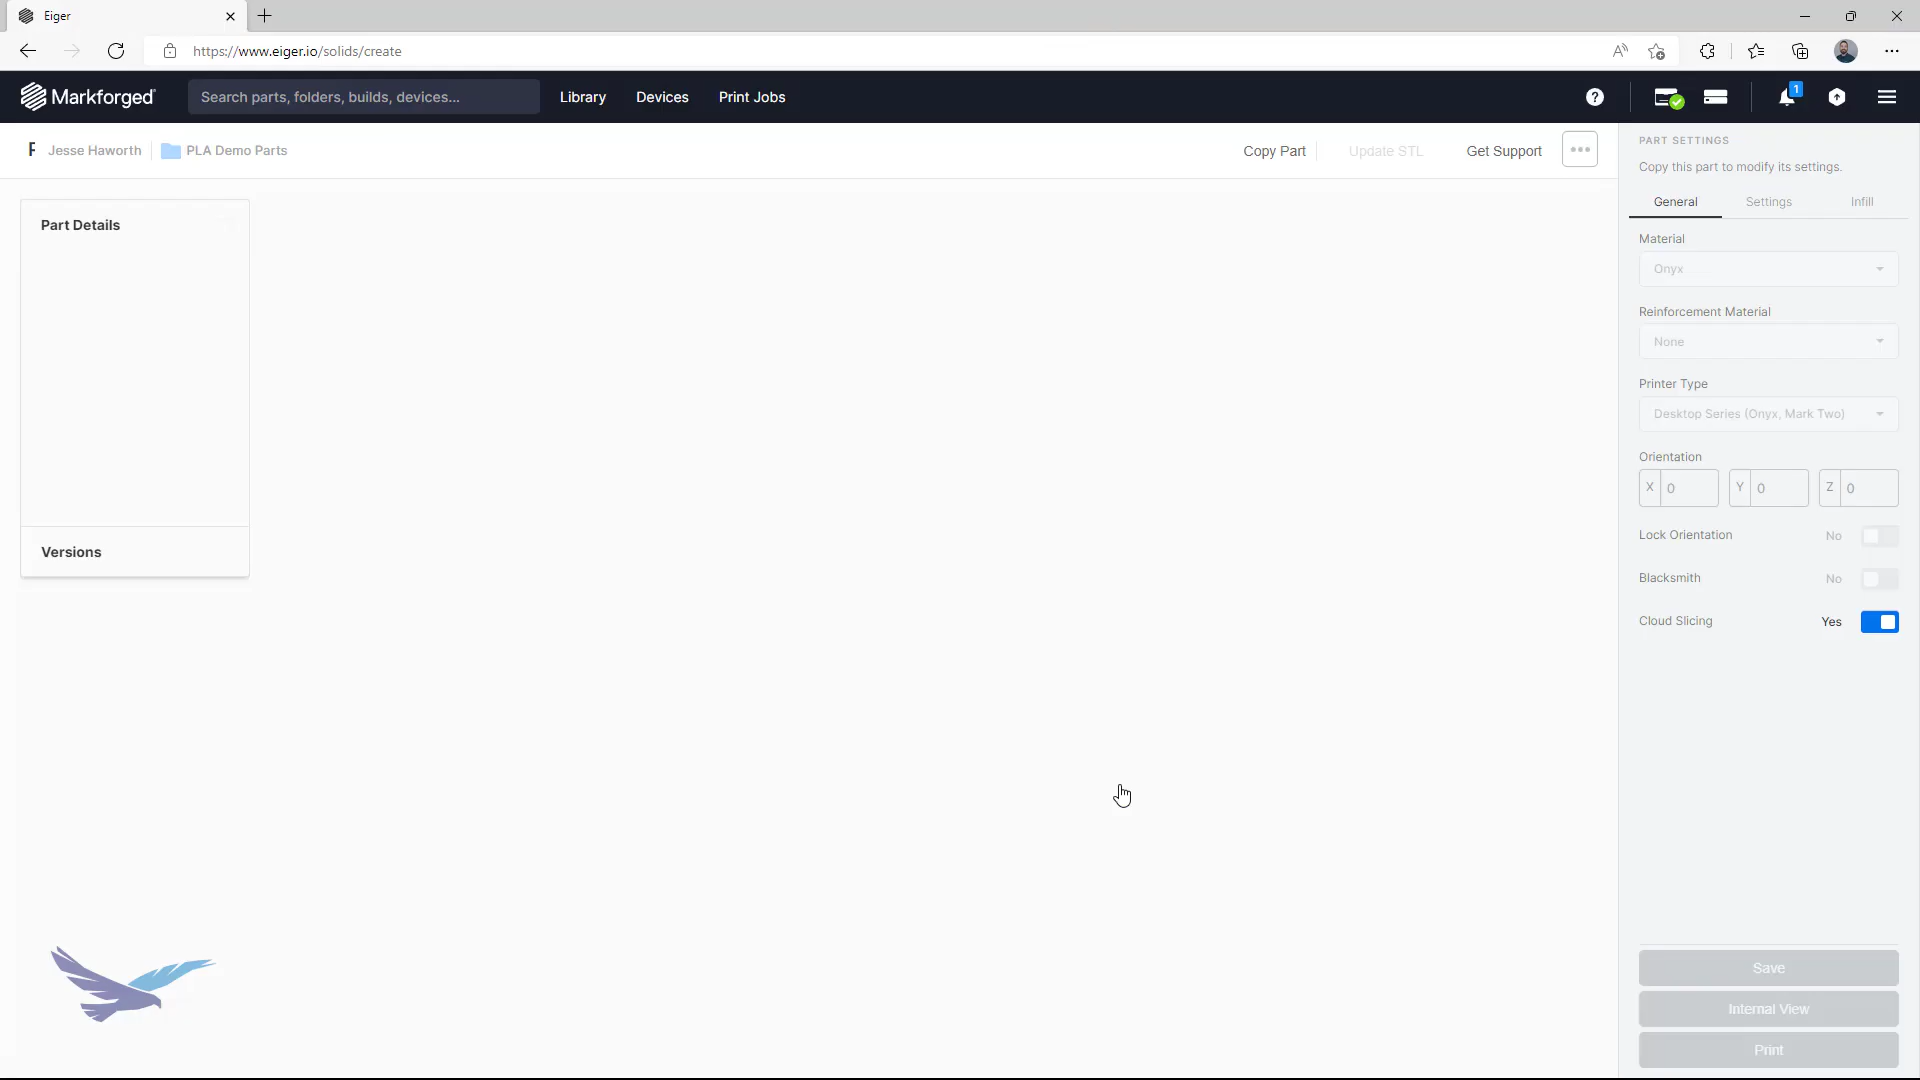 Eiger
https://www.eiger.io/solids/create
Markforged
Search parts, folders, builds, devices...
Library
Devices
Print Jobs
1
Jesse Haworth
PLA Demo Parts
Copy Part
Update STL
Get Support
Part Details
Versions
PART SETTINGS
Copy this part to modify its settings.
General
Settings
Infill
Material
Onyx
Reinforcement Material
None
Printer Type
Desktop Series (Onyx, Mark Two)
Orientation
X 0 Y 0 Z 0
Lock Orientation No
Blacksmith No
Cloud Slicing Yes
Save
Internal View
Print